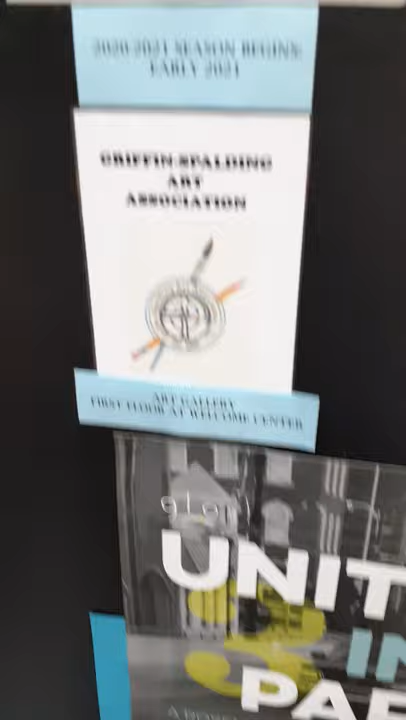 2020/2021 SEASON BEGINS
EARLY 2021
GRIFFIN-SPALDING
ART
ASSOCIATION
ART GALLERY
FIRST FLOOR AT WELCOME CENTER
UNIT
IN
3
PAR